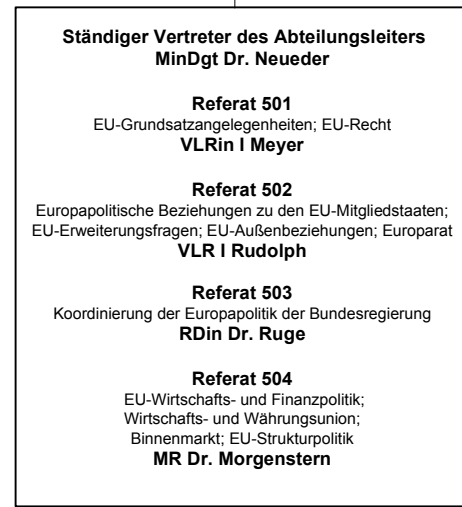 Ständiger Vertreter des Abteilungsleiters
MinDgt Dr. Neueder
Referat 501
EU-Grundsatzangelegenheiten; EU-Recht
VLRin I Meyer
Referat 502
Europapolitische Beziehungen zu den EU-Mitgliedstaaten;
EU-Erweiterungsfragen; EU-Außenbeziehungen; Europarat
VLR I Rudolph
Referat 503
Koordinierung der Europapolitik der Bundesregierung
RDin Dr. Ruge
Referat 504
EU-Wirtschafts- und Finanzpolitik;
Wirtschafts- und Währungsunion;
Binnenmarkt; EU-Strukturpolitik
MR Dr. Morgenstern